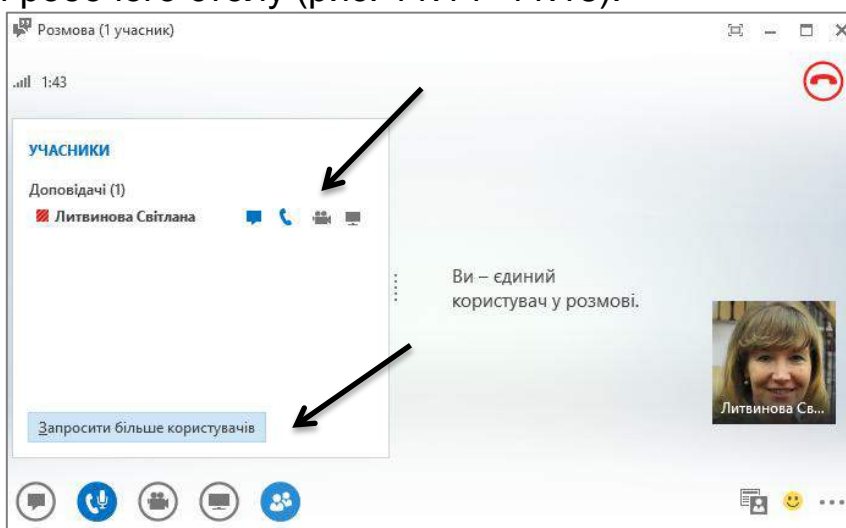 Розмова (1 учасник)
1:43
УЧАСНИКИ
Доповідачі (1)
Литвинова Світлана
Ви – єдиний
користувач у розмові.
Литвинова Св...
Запросити більше користувачів